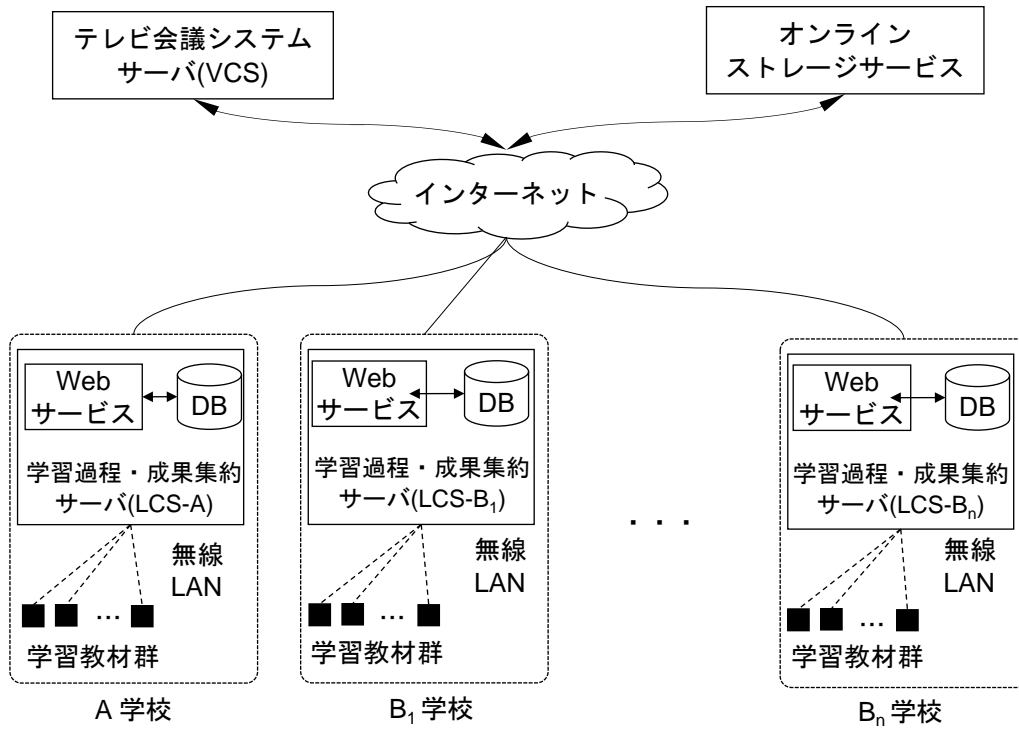 テレビ会議システム
サーバ(VCS)
オンライン
ストレージサービス
インターネット
Web
サービス
DB
学習過程・成果集約
サーバ(LCS-A)
無線
LAN
...
学習教材群
A 学校
Web
サービス
DB
学習過程・成果集約
サーバ(LCS-B1)
無線
LAN
...
学習教材群
B1 学校
・・・
Web
サービス
DB
学習過程・成果集約
サーバ(LCS-Bn)
無線
LAN
...
学習教材群
Bn 学校